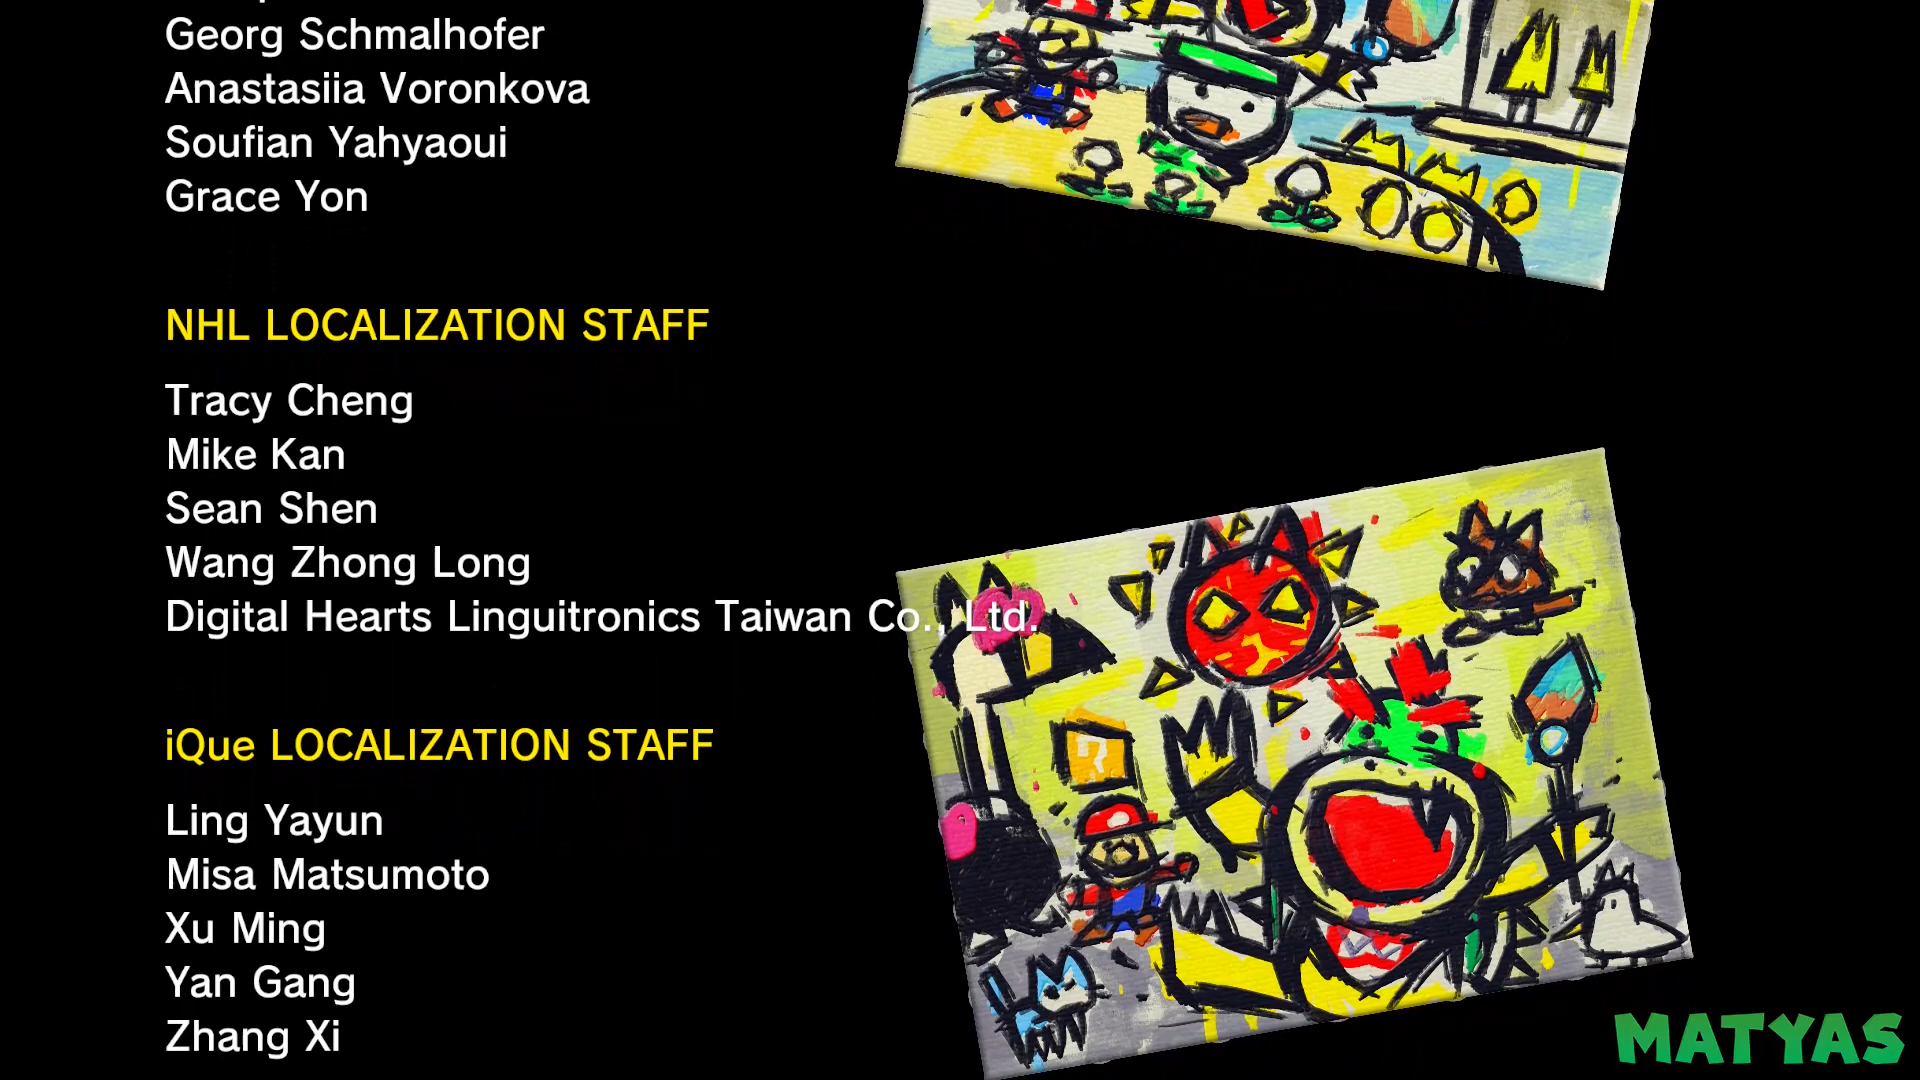 Georg Schmalhofer
Anastasiia Voronkova
Soufian Yahyaoui
Grace Yon
NHL LOCALIZATION STAFF
Tracy Cheng
Mike Kan
Sean Shen
Wang Zhong Long
Digital Hearts Linguitronics Taiwan Co., Ltd.
iQue LOCALIZATION STAFF
Ling Yayun
Misa Matsumoto
Xu Ming
Yan Gang
Zhang Xi
MATYAS